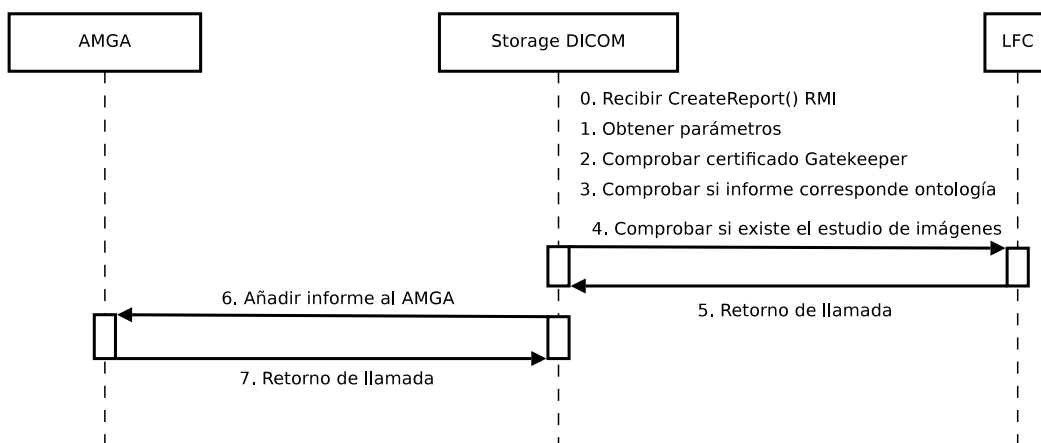 AMGA
Storage DICOM
LFC
0. Recibir CreateReport() RMI
1. Obtener parámetros
2. Comprobar certificado Gatekeeper
3. Comprobar si informe corresponde ontología
4. Comprobar si existe el estudio de imágenes
5. Retorno de llamada
6. Añadir informe al AMGA
7. Retorno de llamada